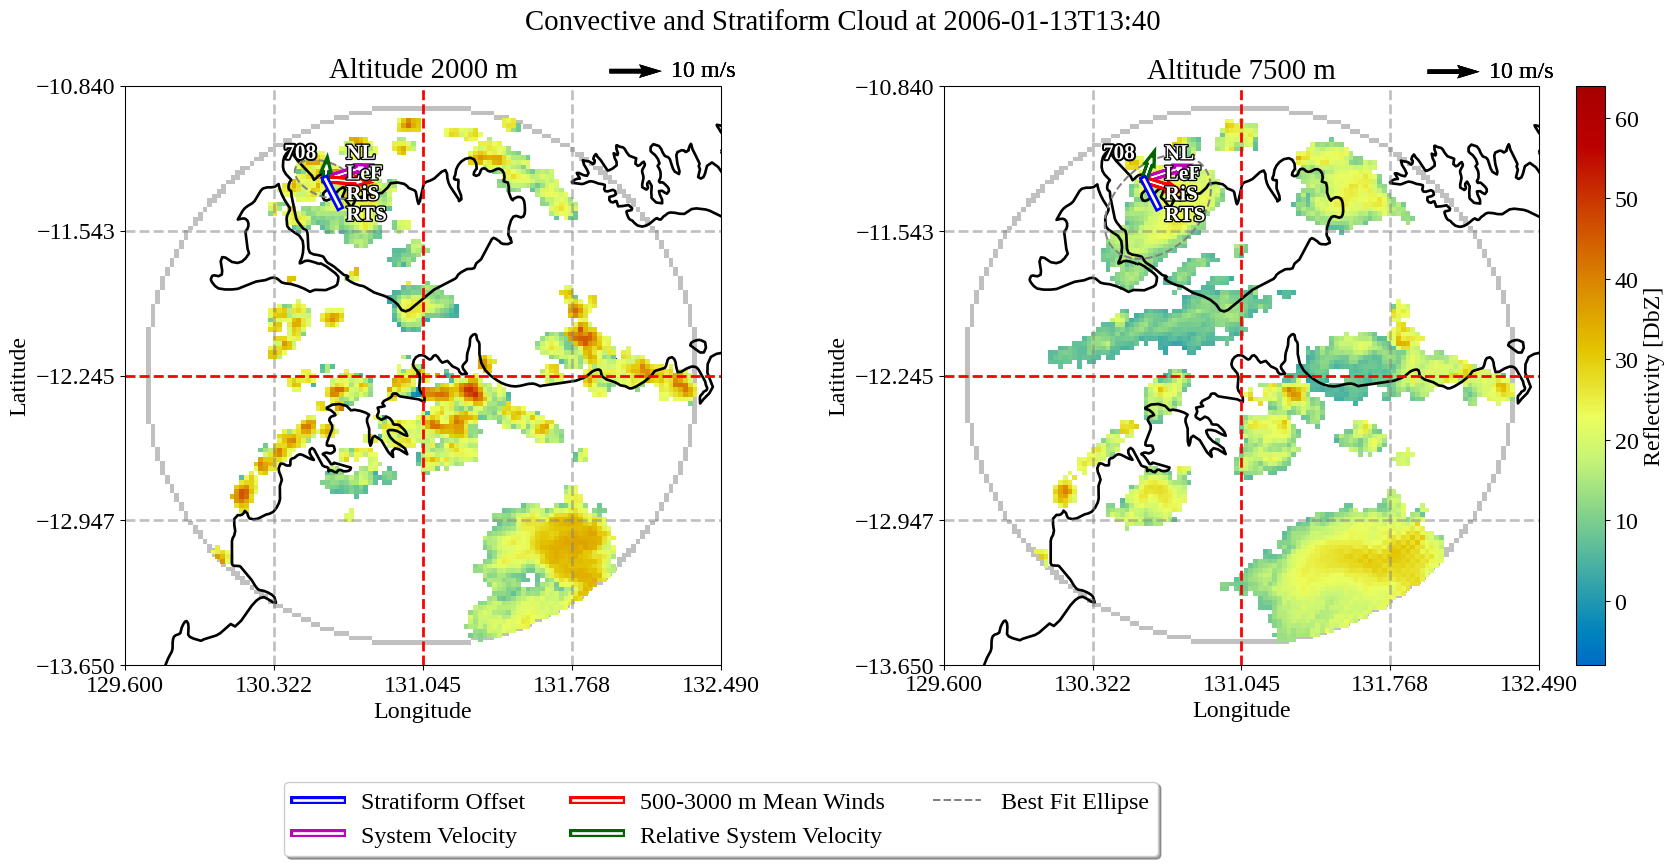 Convective and Stratiform Cloud at 2006-01-13T13:40
Altitude 2000 m
10 m/s
Altitude 7500 m
10 m/s
−10.840
−11.543
−12.245
−12.947
−13.650
Latitude
129.600
130.322
131.045
131.768
132.490
Longitude
708
NL
LeF
RiS
RTS
−10.840
−11.543
−12.245
−12.947
−13.650
Latitude
129.600
130.322
131.045
131.768
132.490
Longitude
708
NL
LeF
RiS
RTS
60
50
40
30
20
10
0
Reflectivity [DbZ]
Stratiform Offset
System Velocity
500-3000 m Mean Winds
Relative System Velocity
Best Fit Ellipse